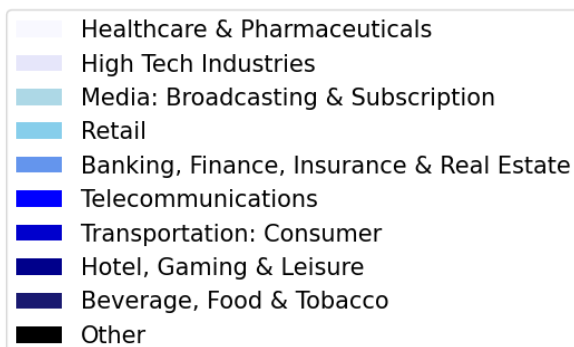 Healthcare & Pharmaceuticals
High Tech Industries
Media: Broadcasting & Subscription
Retail
Banking, Finance, Insurance & Real Estate
Telecommunications
Transportation: Consumer
Hotel, Gaming & Leisure
Beverage, Food & Tobacco
Other